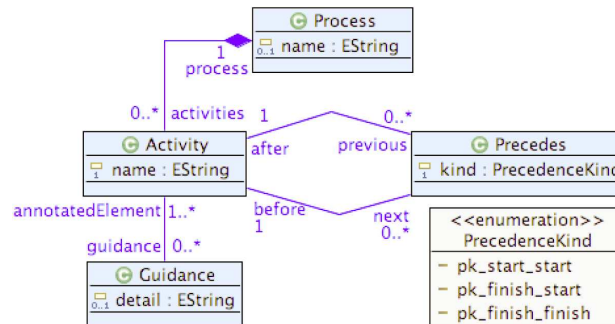 Process
0..1 name : EString
1
process
0..* activities 1 0..*
Activity
1 name : EString
after previous
Precedes
1 kind : PrecedenceKind
annotatedElement 1..* before next
1 0..*
guidance 0..*
Guidance
0..1 detail : EString
<<enumeration>>
PrecedenceKind
pk_start_start
pk_finish_start
pk_finish_finish